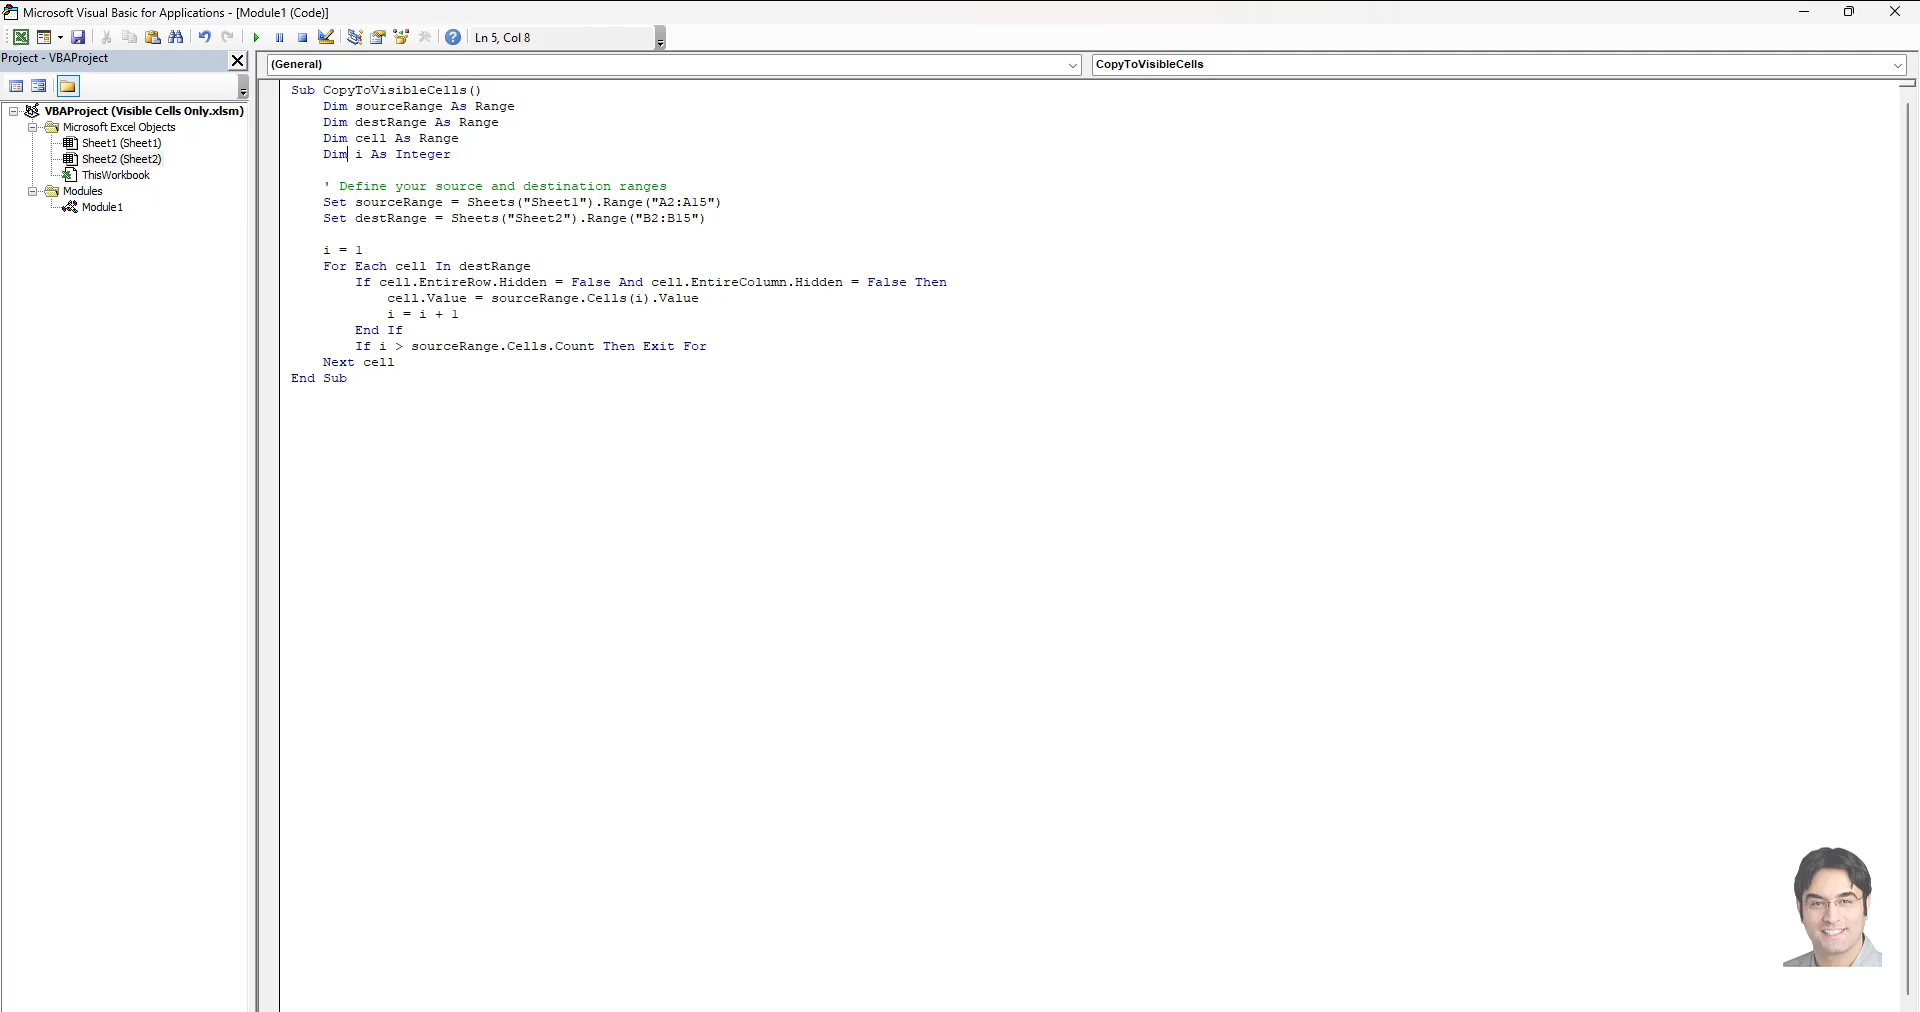 Microsoft Visual Basic for Applications - [Module1 (Code)]
Ln 5, Col 8
Project - VBAProject
(General)
CopyToVisibleCells
VBAProject (Visible Cells Only.xlsm)
Microsoft Excel Objects
Sheet1 (Sheet1)
Sheet2 (Sheet2)
ThisWorkbook
Modules
Module1
Sub CopyToVisibleCells()
    Dim sourceRange As Range
    Dim destRange As Range
    Dim cell As Range
    Dim i As Integer
    ' Define your source and destination ranges
    Set sourceRange = Sheets("Sheet1").Range("A2:A15")
    Set destRange = Sheets("Sheet2").Range("B2:B15")
    i = 1
    For Each cell In destRange
        If cell.EntireRow.Hidden = False And cell.EntireColumn.Hidden = False Then
            cell.Value = sourceRange.Cells(i).Value
            i = i + 1
        End If
        If i > sourceRange.Cells.Count Then Exit For
    Next cell
End Sub